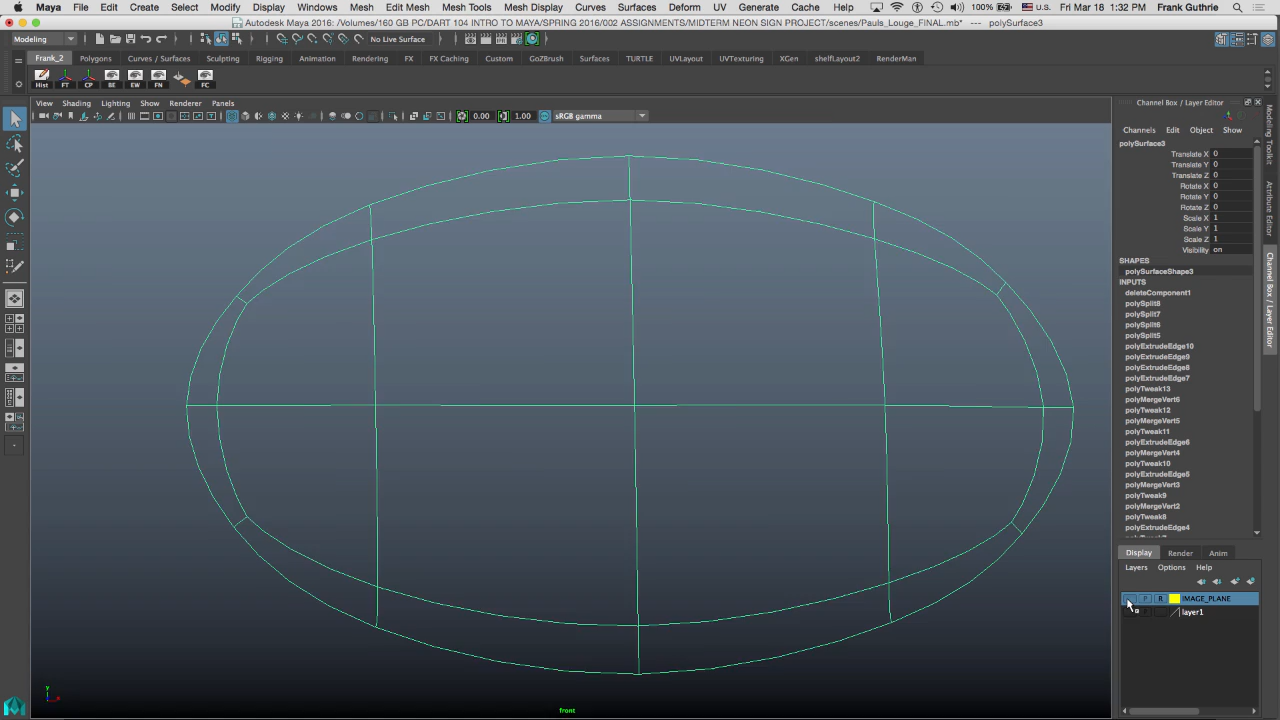 Maya File Edit Create Select Modify Display Windows Mesh Edit Mesh Mesh Tools Mesh Display Curves Surfaces Deform UV Generate Cache Help U.S. 100% Fri Mar 18 1:32 PM Frank Guthrie
Autodesk Maya 2016: /Volumes/160 GB PC/DART 104 INTRO TO MAYA/SPRING 2016/002 ASSIGNMENTS/MIDTERM NEON SIGN PROJECT/scenes/Pauls_Louge_FINAL.mb* --- polySurface3
Modeling No Live Surface
Frank_2 Polygons Curves / Surfaces Sculpting Rigging Animation Rendering FX FX Caching Custom GoZBrush Surfaces TURTLE UVLayout UVTexturing XGen shelfLayout2 RenderMan
Hist FT CP BE EW FN FC
View Shading Lighting Show Renderer Panels
0.00 1.00 sRGB gamma
front
y
Channel Box / Layer Editor
Channels Edit Object Show
polySurface3
Translate X 0
Translate Y 0
Translate Z 0
Rotate X 0
Rotate Y 0
Rotate Z 0
Scale X 1
Scale Y 1
Scale Z 1
Visibility on
SHAPES
polySurfaceShape3
INPUTS
deleteComponent1
polySplit8
polySplit7
polySplit6
polySplit5
polyExtrudeEdge10
polyExtrudeEdge9
polyExtrudeEdge8
polyExtrudeEdge7
polyTweak13
polyMergeVert6
polyTweak12
polyMergeVert5
polyTweak11
polyExtrudeEdge6
polyMergeVert4
polyTweak10
polyExtrudeEdge5
polyMergeVert3
polyTweak9
polyMergeVert2
polyTweak8
polyExtrudeEdge4
Display Render Anim
Layers Options Help
P R IMAGE_PLANE
layer1
Modeling Toolkit
Attribute Editor
Channel Box / Layer Editor